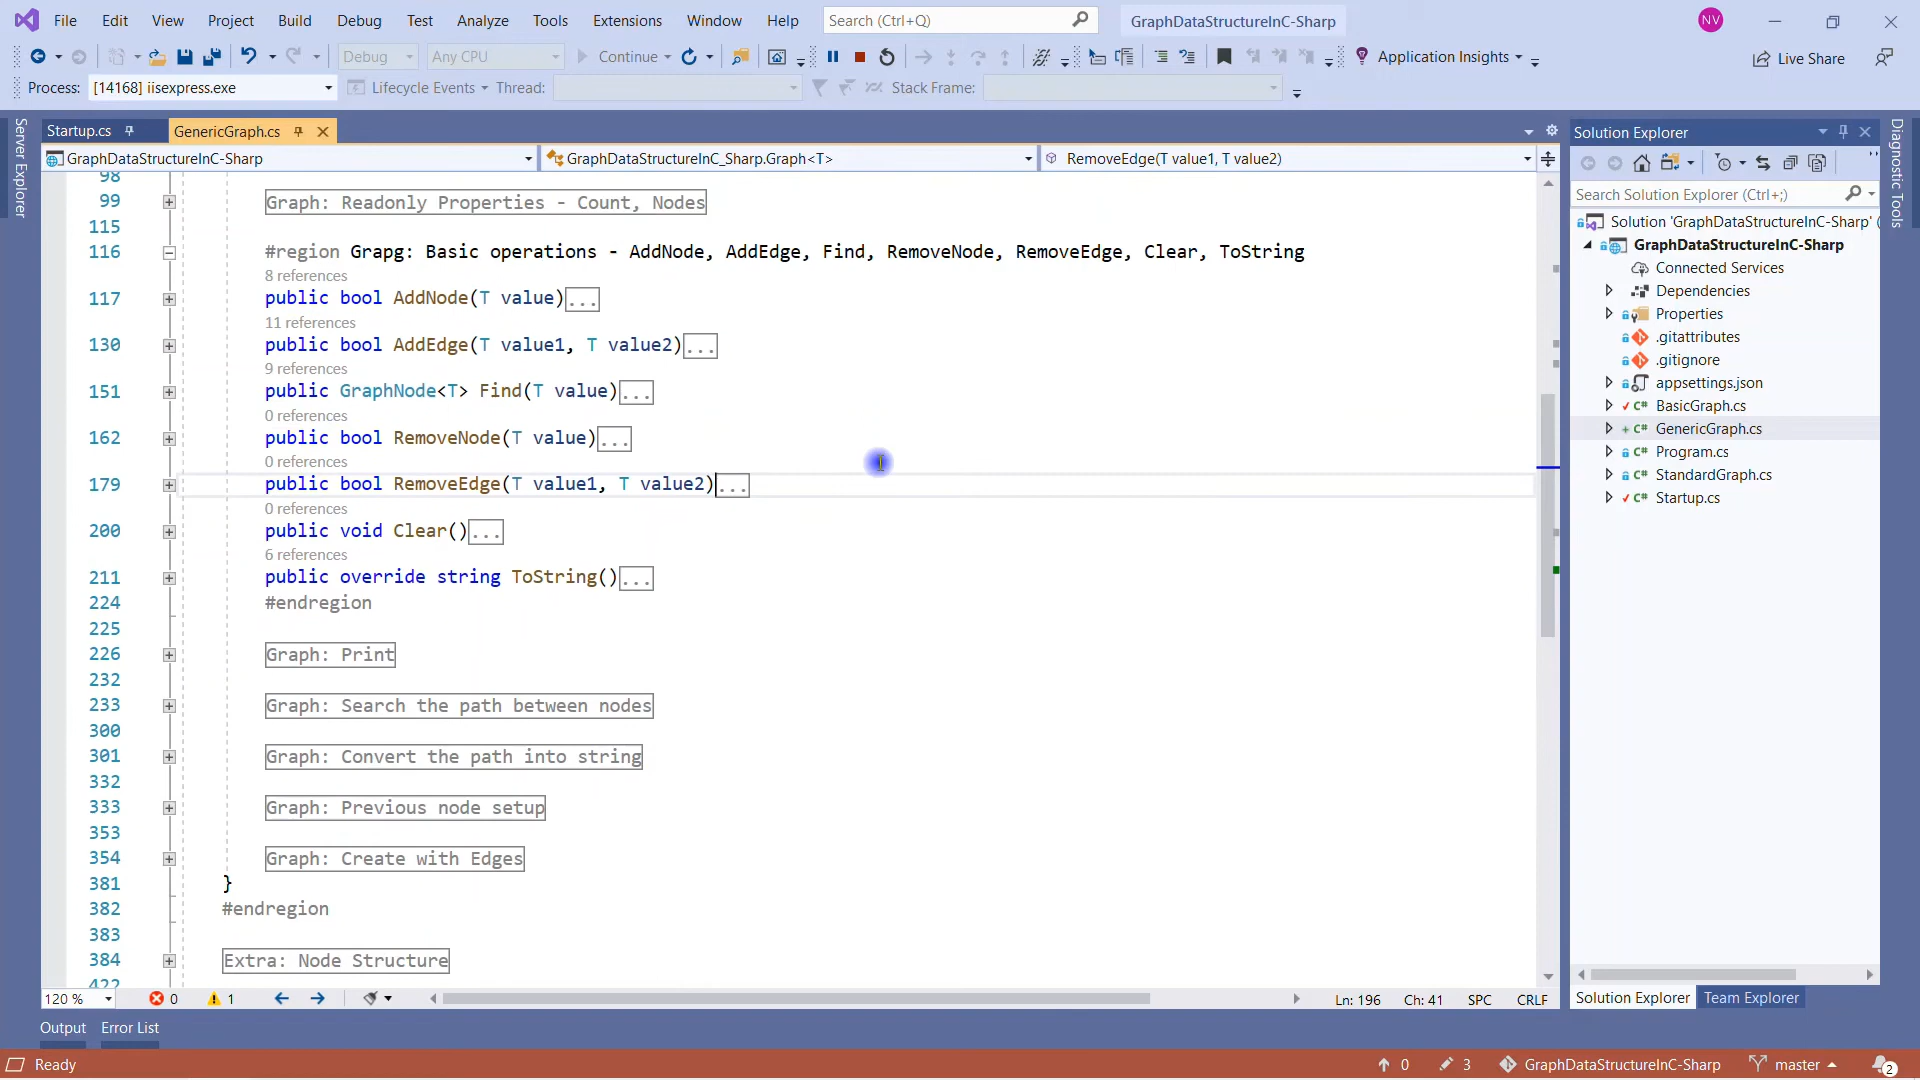 File Edit View Project Build Debug Test Analyze Tools Extensions Window Help Search (Ctrl+Q) GraphDataStructureInC-Sharp NV
Debug Any CPU Continue Application Insights Live Share
Process: [14168] iisexpress.exe Lifecycle Events Thread: Stack Frame:
Server Explorer
Startup.cs GenericGraph.cs
GraphDataStructureInC-Sharp GraphDataStructureInC_Sharp.Graph<T> RemoveEdge(T value1, T value2)
98
99 Graph: Readonly Properties - Count, Nodes
115
116 #region Grapg: Basic operations - AddNode, AddEdge, Find, RemoveNode, RemoveEdge, Clear, ToString
8 references
117 public bool AddNode(T value)...
11 references
130 public bool AddEdge(T value1, T value2)...
9 references
151 public GraphNode<T> Find(T value)...
0 references
162 public bool RemoveNode(T value)...
0 references
179 public bool RemoveEdge(T value1, T value2)...
0 references
200 public void Clear()...
6 references
211 public override string ToString()...
224 #endregion
225
226 Graph: Print
232
233 Graph: Search the path between nodes
300
301 Graph: Convert the path into string
332
333 Graph: Previous node setup
353
354 Graph: Create with Edges
381 }
382 #endregion
383
384 Extra: Node Structure
422
120 % 0 1 Ln: 196 Ch: 41 SPC CRLF
Solution Explorer
Search Solution Explorer (Ctrl+;)
Solution 'GraphDataStructureInC-Sharp' (
GraphDataStructureInC-Sharp
Connected Services
Dependencies
Properties
.gitattributes
.gitignore
appsettings.json
C# BasicGraph.cs
C# GenericGraph.cs
C# Program.cs
C# StandardGraph.cs
C# Startup.cs
Solution Explorer Team Explorer
Diagnostic Tools
Output Error List
Ready 0 3 GraphDataStructureInC-Sharp master 2